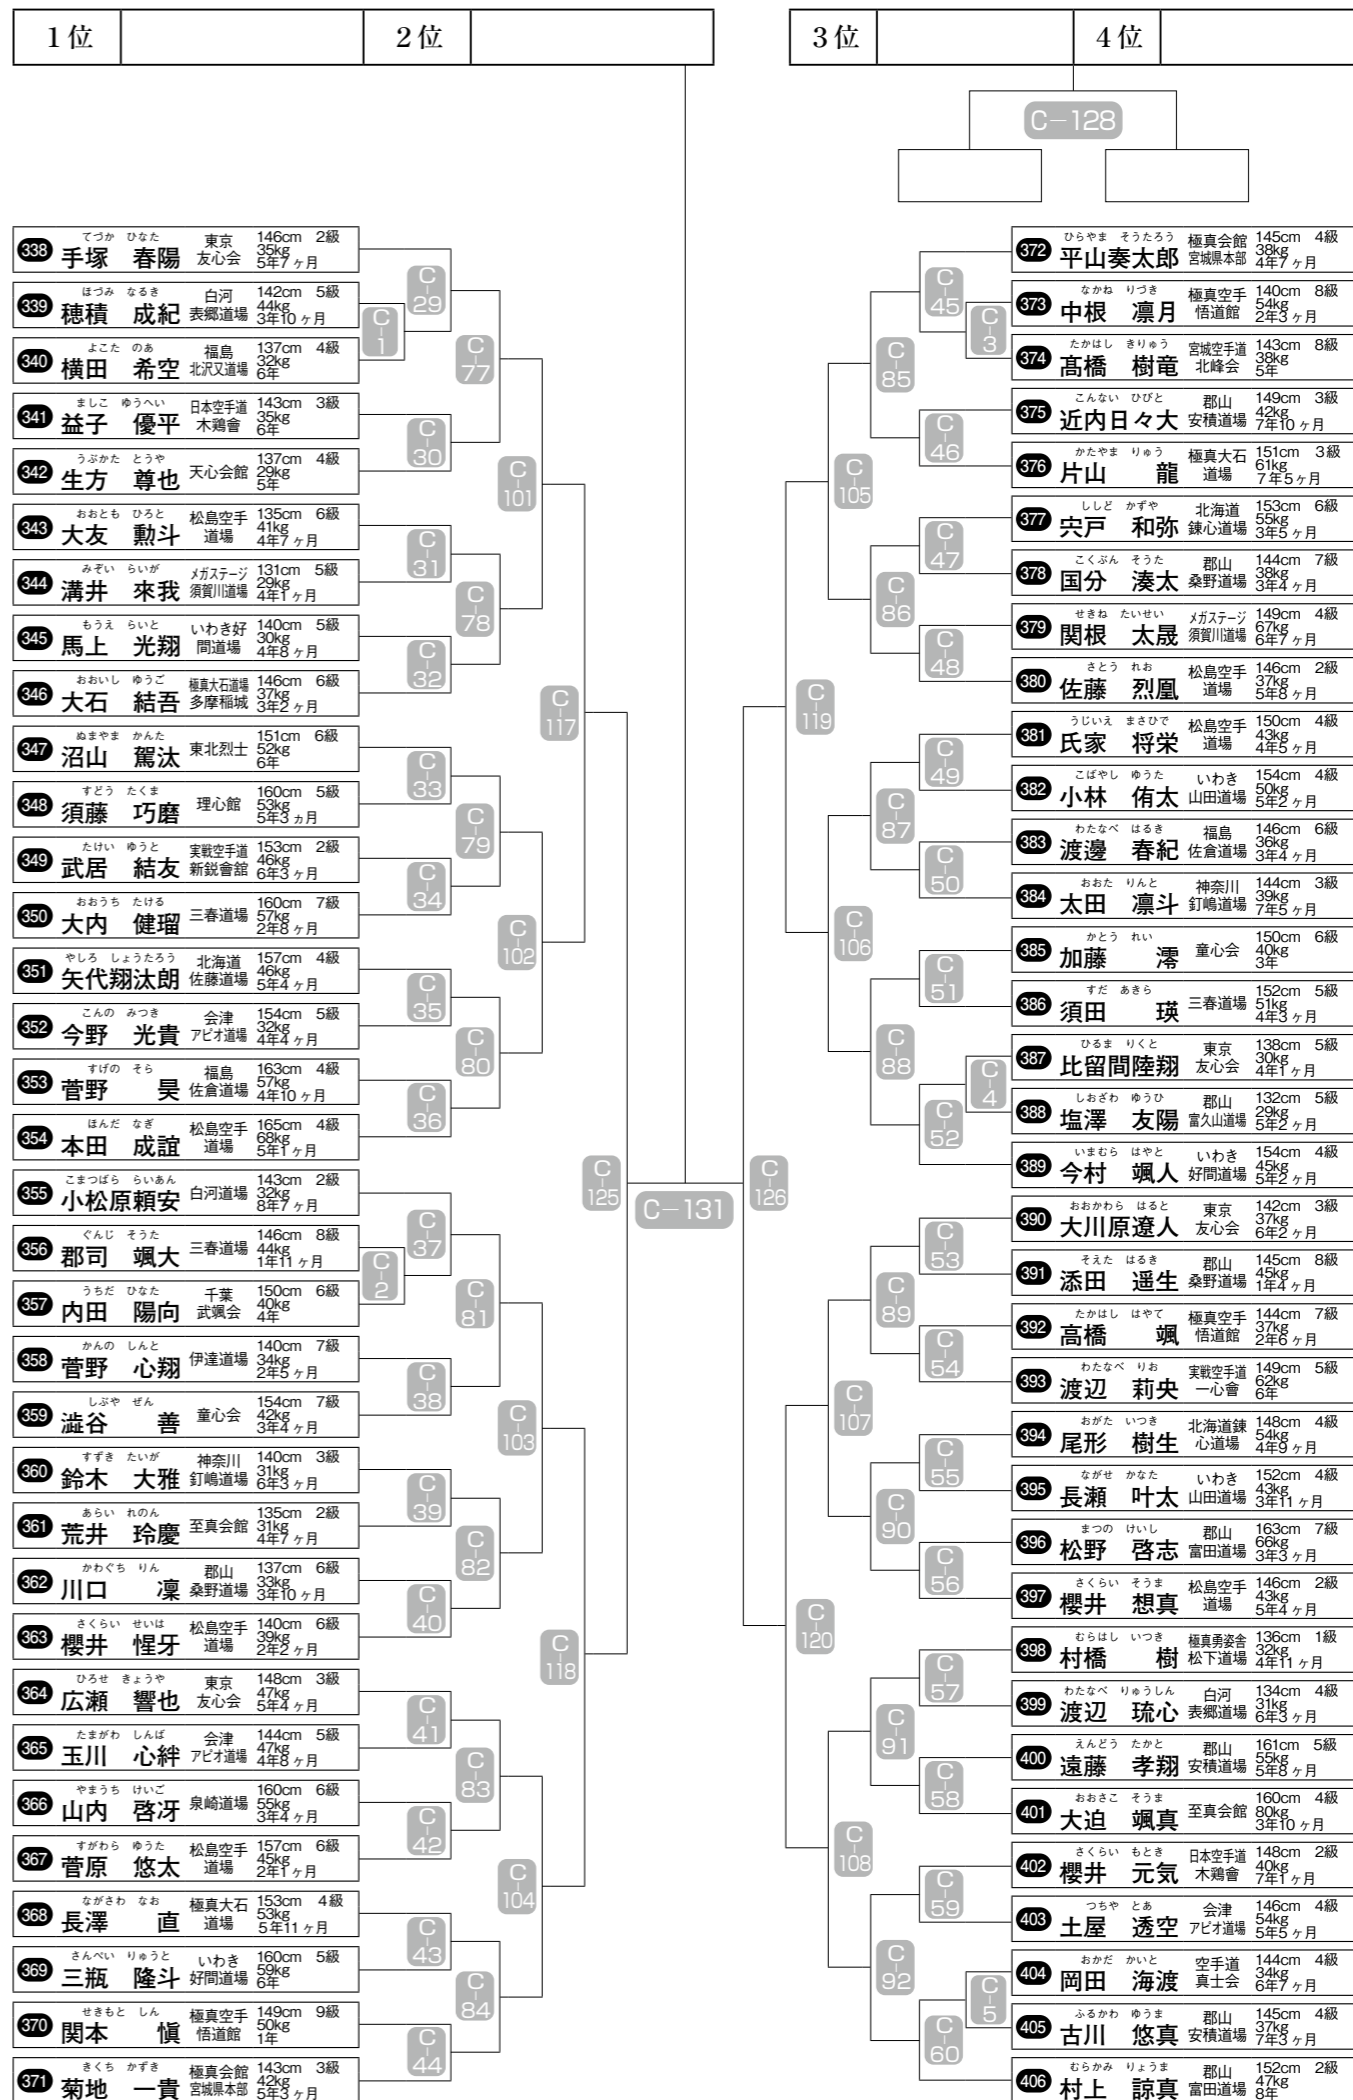 1位 2位
3位 4位
C-128
338 てづか ひなた 手塚 春陽 東京 友心会 146cm 2級 35kg 5年7ヶ月
339 ほづみ なるき 穂積 成紀 白河 表郷道場 142cm 5級 44kg 3年10ヶ月
340 よこた のあ 横田 希空 福島 北沢又道場 137cm 4級 32kg 6年
341 ましこ ゆうへい 益子 優平 日本空手道 木鶏會 143cm 3級 35kg 6年
342 うぶかた とうや 生方 尊也 天心会館 137cm 4級 29kg 5年
343 おおとも ひろと 大友 勲斗 松島空手 道場 135cm 6級 41kg 4年7ヶ月
344 みぞい らいが 溝井 來我 メガステージ 須賀川道場 131cm 5級 29kg 4年1ヶ月
345 もうえ らいと 馬上 光翔 いわき好 間道場 140cm 5級 30kg 4年8ヶ月
346 おおいし ゆうご 大石 結吾 極真大石道場 多摩稲城 146cm 6級 37kg 3年2ヶ月
347 ぬまやま かんた 沼山 駕汰 東北烈士 151cm 6級 52kg 6年
348 すどう たくま 須藤 巧磨 理心館 160cm 5級 53kg 5年3ヵ月
349 たけい ゆうと 武居 結友 実戦空手道 新鋭會舘 153cm 2級 46kg 6年3ヶ月
350 おおうち たける 大内 健瑠 三春道場 160cm 7級 57kg 2年8ヶ月
351 やしろ しょうたろう 矢代翔汰朗 北海道 佐藤道場 157cm 4級 46kg 5年4ヶ月
352 こんの みつき 今野 光貴 会津 アピオ道場 154cm 5級 32kg 4年4ヶ月
353 すげの そら 菅野 昊 福島 佐倉道場 163cm 4級 57kg 4年10ヶ月
354 ほんだ なぎ 本田 成誼 松島空手 道場 165cm 4級 68kg 5年1ヶ月
355 こまつばら らいあん 小松原頼安 白河道場 143cm 2級 32kg 8年7ヶ月
356 ぐんじ そうた 郡司 颯大 三春道場 146cm 8級 44kg 1年11ヶ月
357 うちだ ひなた 内田 陽向 千葉 武颯会 150cm 6級 40kg 4年
358 かんの しんと 菅野 心翔 伊達道場 140cm 7級 34kg 2年5ヶ月
359 しぶや ぜん 澁谷 善 童心会 154cm 7級 42kg 3年4ヶ月
360 すずき たいが 鈴木 大雅 神奈川 釘嶋道場 140cm 3級 31kg 6年3ヶ月
361 あらい れのん 荒井 玲慶 至真会館 135cm 2級 31kg 4年7ヶ月
362 かわぐち りん 川口 凜 郡山 桑野道場 137cm 6級 33kg 3年10ヶ月
363 さくらい せいは 櫻井 惺牙 松島空手 道場 140cm 6級 39kg 2年2ヶ月
364 ひろせ きょうや 広瀬 響也 東京 友心会 148cm 3級 47kg 5年4ヶ月
365 たまがわ しんば 玉川 心絆 会津 アピオ道場 144cm 5級 47kg 4年8ヶ月
366 やまうち けいご 山内 啓冴 泉崎道場 160cm 6級 55kg 3年4ヶ月
367 すがわら ゆうた 菅原 悠太 松島空手 道場 157cm 6級 45kg 2年1ヶ月
368 ながさわ なお 長澤 直 極真大石 道場 153cm 4級 53kg 5年11ヶ月
369 さんぺい りゅうと 三瓶 隆斗 いわき 好間道場 160cm 5級 59kg 6年
370 せきもと しん 関本 愼 極真空手 悟道館 149cm 9級 50kg 1年
371 きくち かずき 菊地 一貴 極真会館 宮城県本部 143cm 3級 42kg 5年3ヶ月
C-1
C-2
C-29
C-30
C-31
C-32
C-33
C-34
C-35
C-36
C-37
C-38
C-39
C-40
C-41
C-42
C-43
C-44
C-77
C-78
C-79
C-80
C-81
C-82
C-83
C-84
C-101
C-102
C-103
C-104
C-117
C-118
C-125
C-131
C-126
C-119
C-120
C-105
C-106
C-107
C-108
C-85
C-86
C-87
C-88
C-89
C-90
C-91
C-92
C-45
C-46
C-47
C-48
C-49
C-50
C-51
C-52
C-53
C-54
C-55
C-56
C-57
C-58
C-59
C-60
C-3
C-4
C-5
372 ひらやま そうたろう 平山奏太郎 極真会館 宮城県本部 145cm 4級 38kg 4年7ヶ月
373 なかね りづき 中根 凛月 極真空手 悟道館 140cm 8級 54kg 2年3ヶ月
374 たかはし きりゅう 髙橋 樹竜 宮城空手道 北峰会 143cm 8級 38kg 5年
375 こんない ひびと 近内日々大 郡山 安積道場 149cm 3級 42kg 7年10ヶ月
376 かたやま りゅう 片山 龍 極真大石 道場 151cm 3級 61kg 7年5ヶ月
377 ししど かずや 宍戸 和弥 北海道 錬心道場 153cm 6級 55kg 3年5ヶ月
378 こくぶん そうた 国分 湊太 郡山 桑野道場 144cm 7級 38kg 3年4ヶ月
379 せきね たいせい 関根 太晟 メガステージ 須賀川道場 149cm 4級 67kg 6年7ヶ月
380 さとう れお 佐藤 烈凰 松島空手 道場 146cm 2級 37kg 5年8ヶ月
381 うじいえ まさひで 氏家 将栄 松島空手 道場 150cm 4級 43kg 4年5ヶ月
382 こばやし ゆうた 小林 侑太 いわき 山田道場 154cm 4級 50kg 5年2ヶ月
383 わたなべ はるき 渡邊 春紀 福島 佐倉道場 146cm 6級 36kg 3年4ヶ月
384 おおた りんと 太田 凛斗 神奈川 釘嶋道場 144cm 3級 39kg 7年5ヶ月
385 かとう れい 加藤 澪 童心会 150cm 6級 40kg 3年
386 すだ あきら 須田 瑛 三春道場 152cm 5級 51kg 4年3ヶ月
387 ひるま りくと 比留間陸翔 東京 友心会 138cm 5級 30kg 4年1ヶ月
388 しおざわ ゆうひ 塩澤 友陽 郡山 富久山道場 132cm 5級 29kg 5年2ヶ月
389 いまむら はやと 今村 颯人 いわき 好間道場 154cm 4級 45kg 5年2ヶ月
390 おおかわら はると 大川原遼人 東京 友心会 142cm 3級 37kg 6年2ヶ月
391 そえた はるき 添田 遥生 郡山 桑野道場 145cm 8級 45kg 1年4ヶ月
392 たかはし はやて 高橋 颯 極真空手 悟道館 144cm 7級 37kg 2年6ヶ月
393 わたなべ りお 渡辺 莉央 実戦空手道 一心會 149cm 5級 62kg 6年
394 おがた いつき 尾形 樹生 北海道錬 心道場 148cm 4級 54kg 4年9ヶ月
395 ながせ かなた 長瀬 叶太 いわき 山田道場 152cm 4級 43kg 3年11ヶ月
396 まつの けいし 松野 啓志 郡山 富田道場 163cm 7級 66kg 3年3ヶ月
397 さくらい そうま 櫻井 想真 松島空手 道場 146cm 2級 43kg 5年4ヶ月
398 むらはし いつき 村橋 樹 極真勇姿舎 松下道場 136cm 1級 32kg 4年11ヶ月
399 わたなべ りゅうしん 渡辺 琉心 白河 表郷道場 134cm 4級 31kg 6年3ヶ月
400 えんどう たかと 遠藤 孝翔 郡山 安積道場 161cm 5級 55kg 5年8ヶ月
401 おおさこ そうま 大迫 颯真 至真会館 160cm 4級 80kg 3年10ヶ月
402 さくらい もとき 櫻井 元気 日本空手道 木鶏會 148cm 2級 40kg 7年1ヶ月
403 つちや とあ 土屋 透空 会津 アピオ道場 146cm 4級 54kg 5年5ヶ月
404 おかだ かいと 岡田 海渡 空手道 真士会 144cm 4級 34kg 6年7ヶ月
405 ふるかわ ゆうま 古川 悠真 郡山 安積道場 145cm 4級 37kg 7年3ヶ月
406 むらかみ りょうま 村上 諒真 郡山 富田道場 152cm 2級 47kg 8年